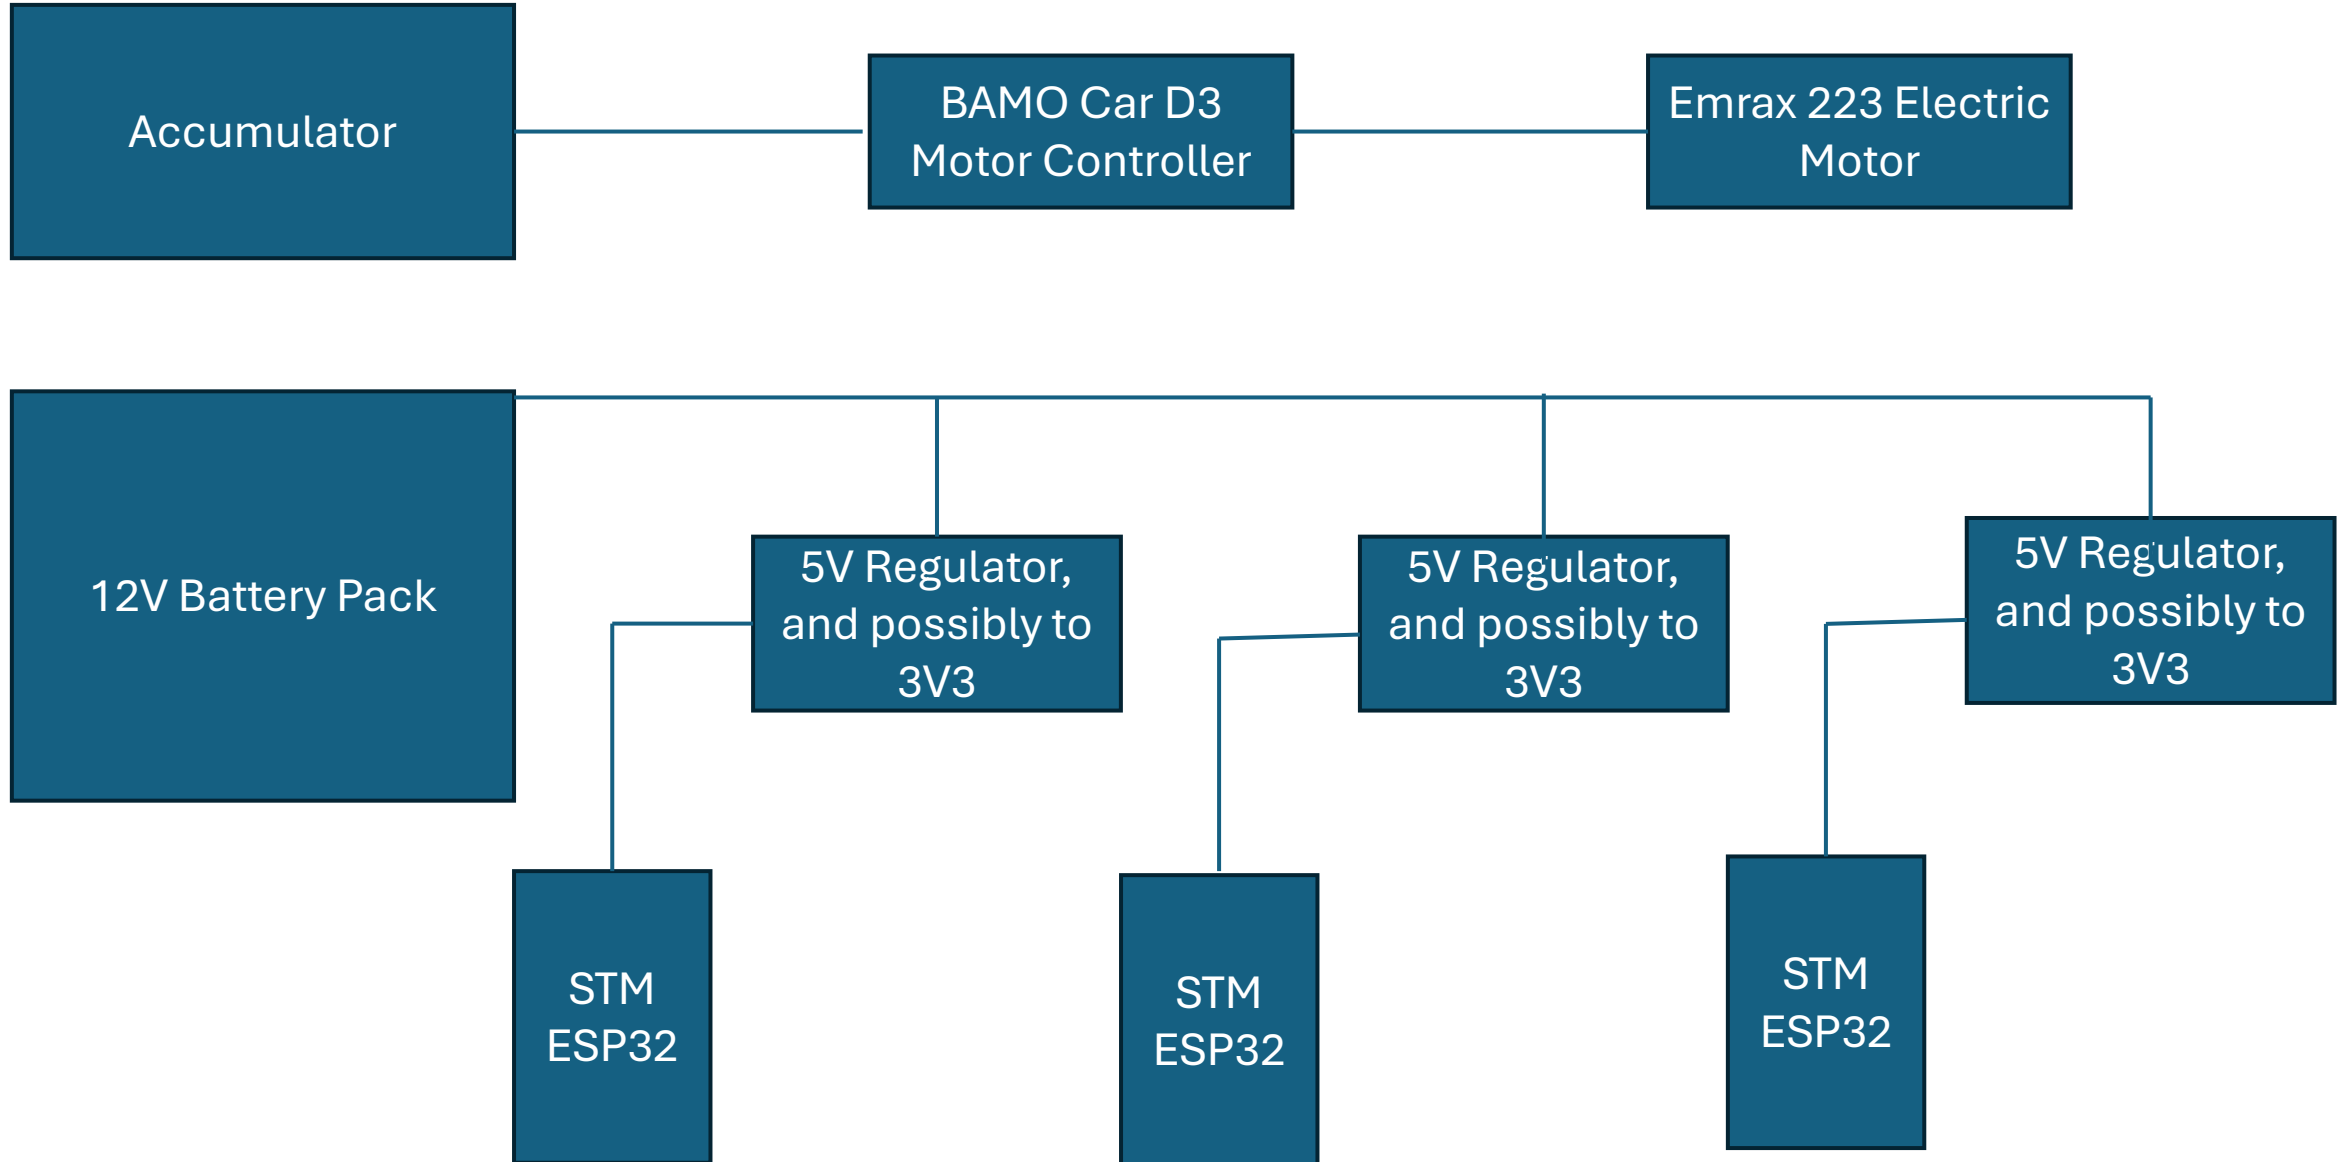 Accumulator
BAMO Car D3
Motor Controller
Emrax 223 Electric
Motor
12V Battery Pack
5V Regulator,
and possibly to
3V3
5V Regulator,
and possibly to
3V3
5V Regulator,
and possibly to
3V3
STM
ESP32
STM
ESP32
STM
ESP32